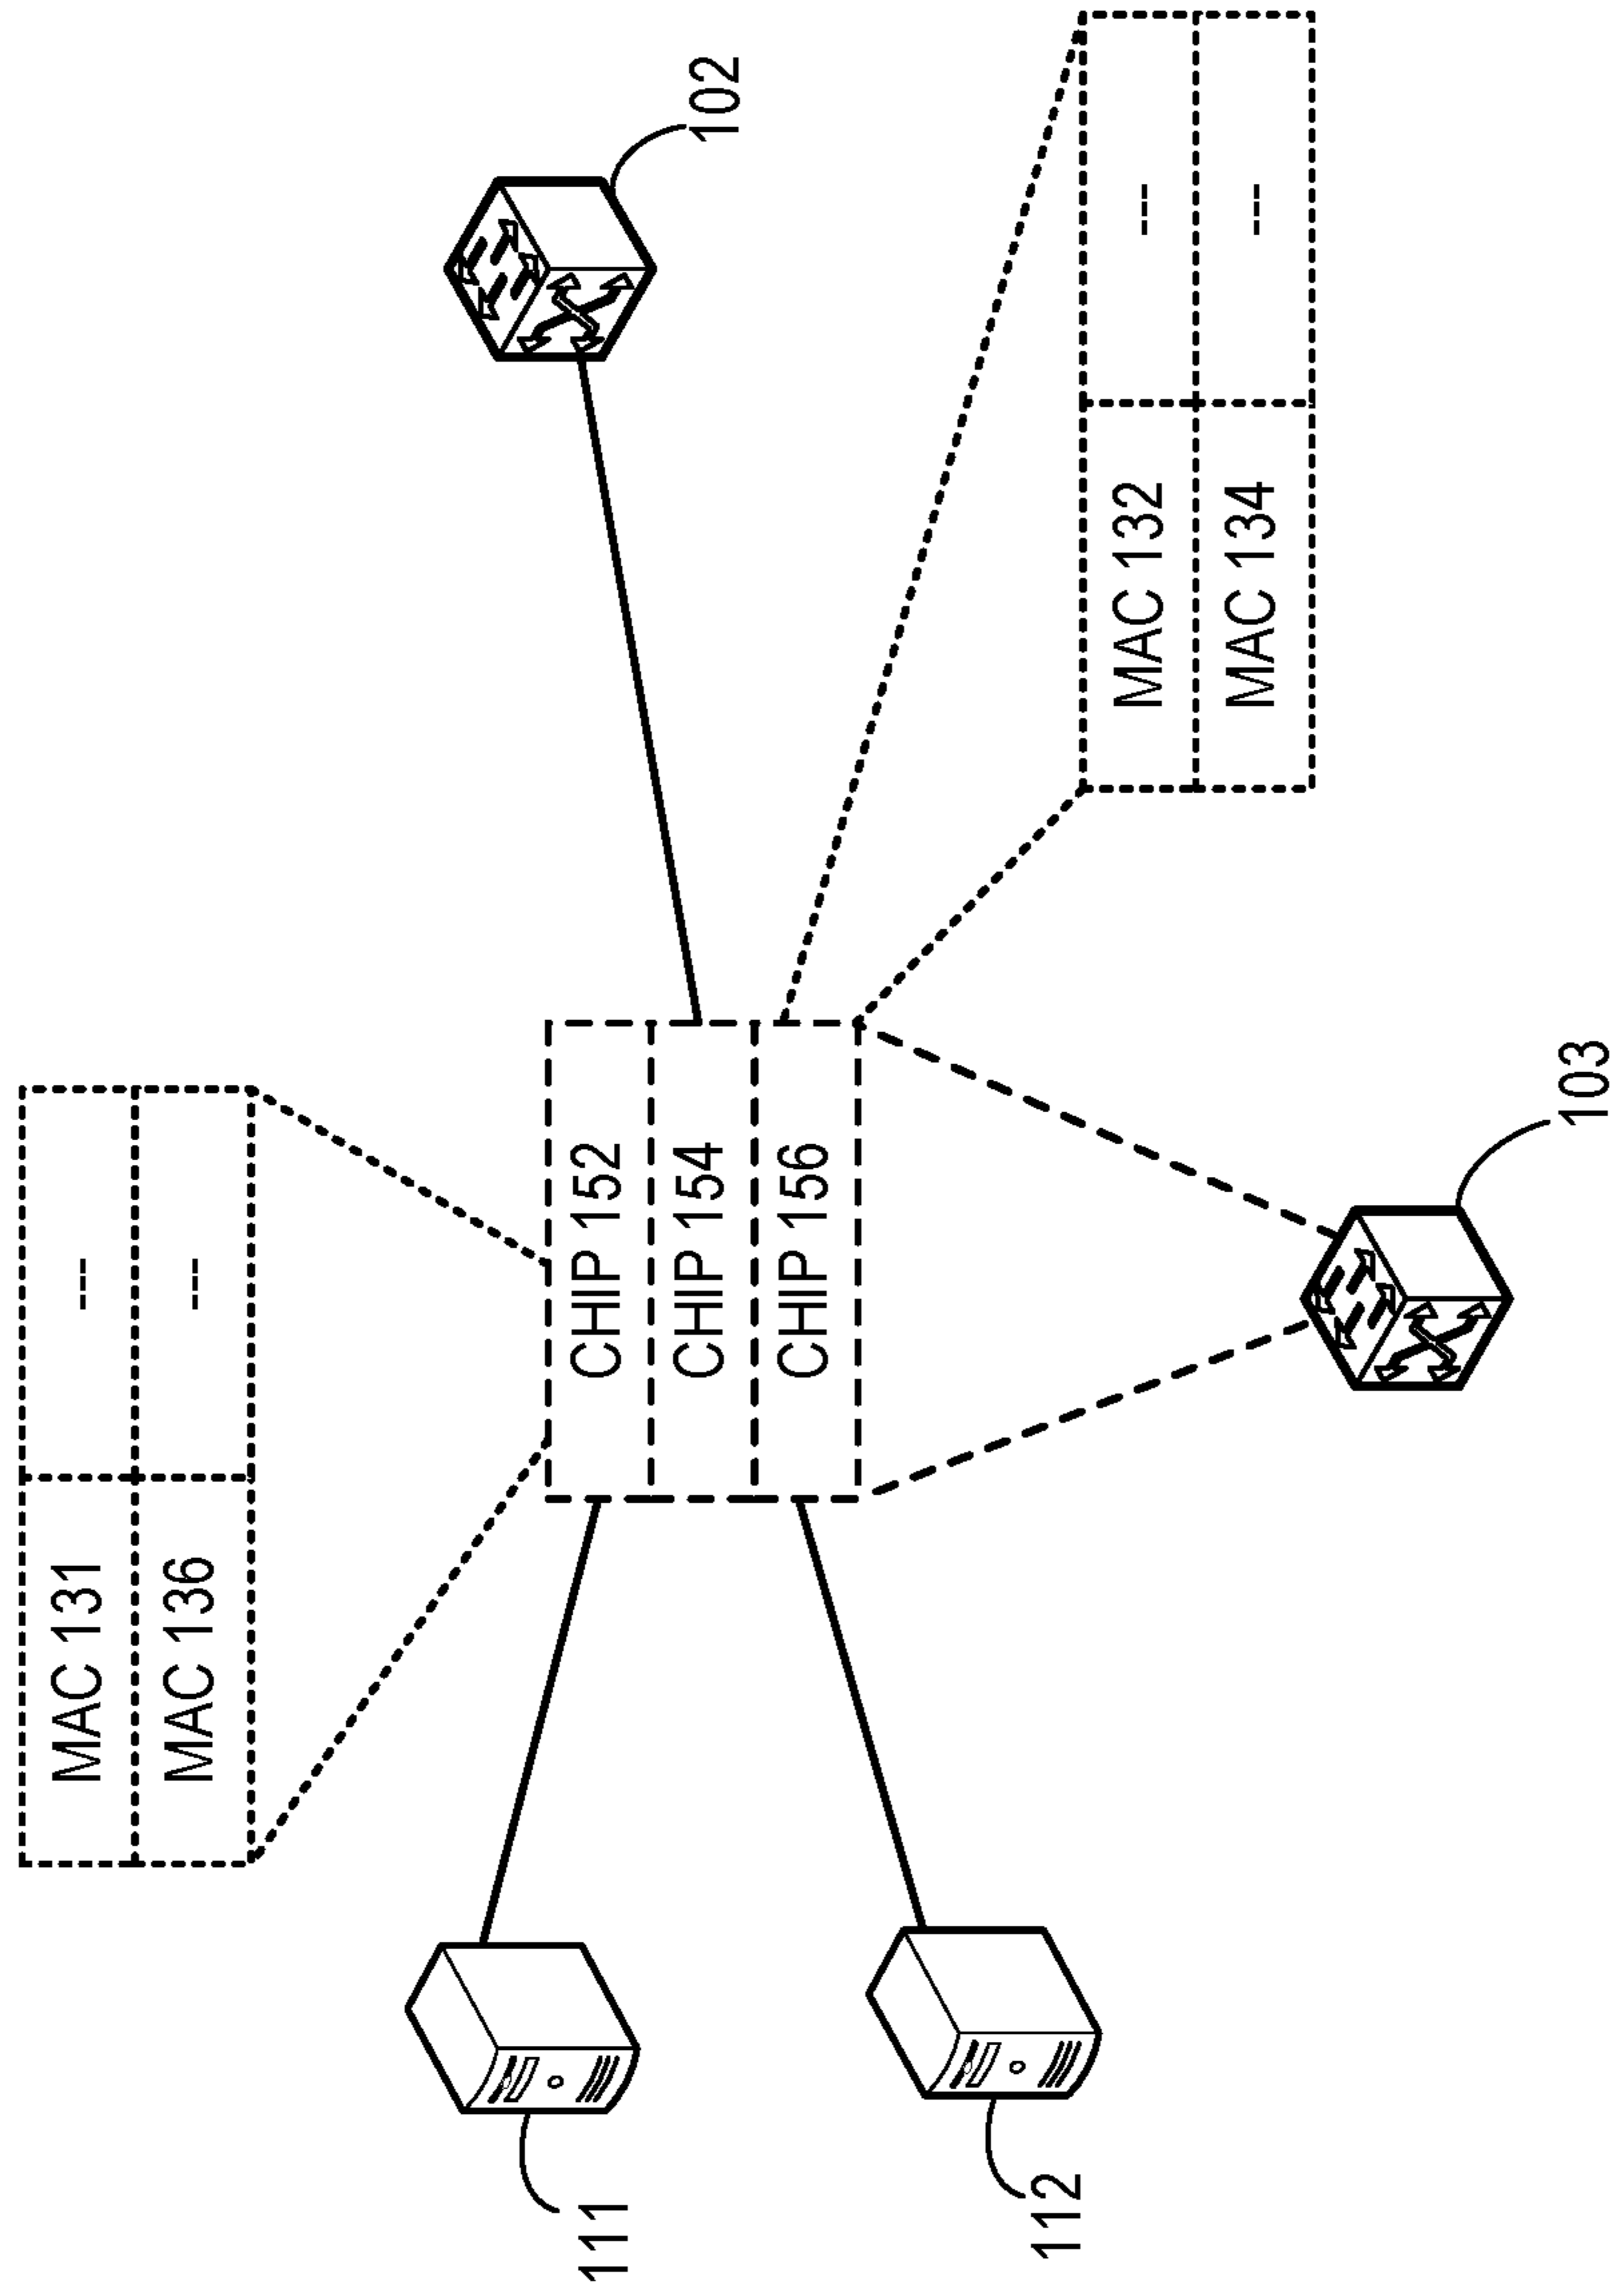 MAC 131 ---
MAC 136 ---
102
111
CHIP 152
CHIP 154
CHIP 156
112
MAC 132 ---
MAC 134 ---
103